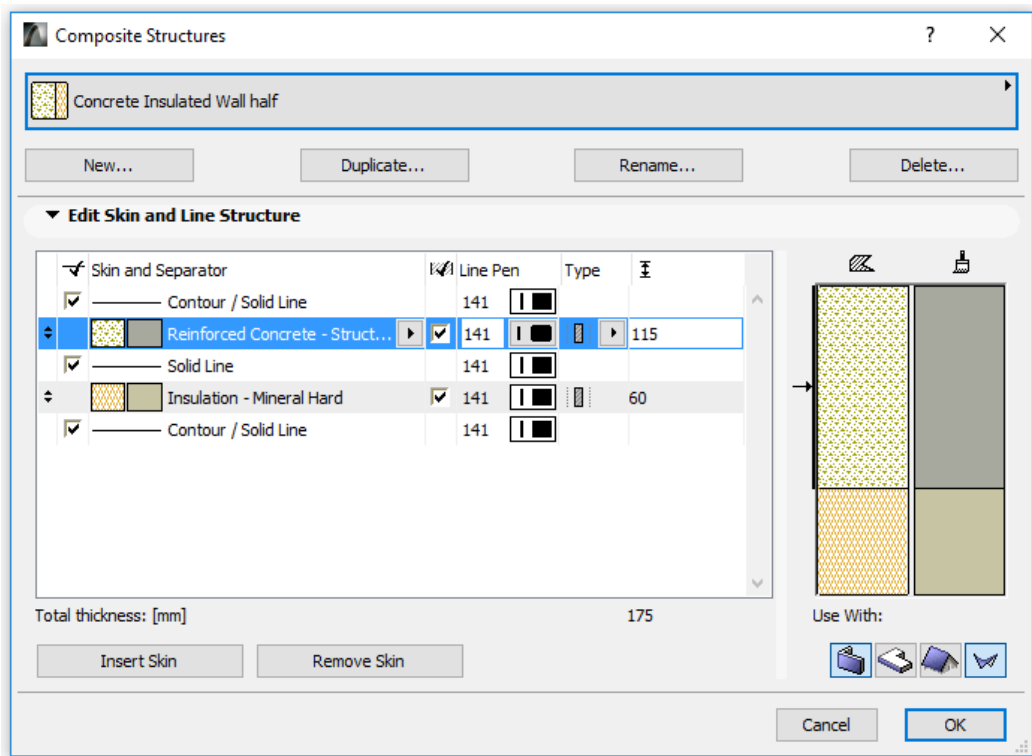 Composite Structures ?
Concrete Insulated Wall half
New... Duplicate... Rename... Delete...
Edit Skin and Line Structure
Skin and Separator Line Pen Type
Contour / Solid Line 141
Reinforced Concrete - Struct... 141 115
Solid Line 141
Insulation - Mineral Hard 141 60
Contour / Solid Line 141
Total thickness: [mm] 175 Use With:
Insert Skin Remove Skin
Cancel OK